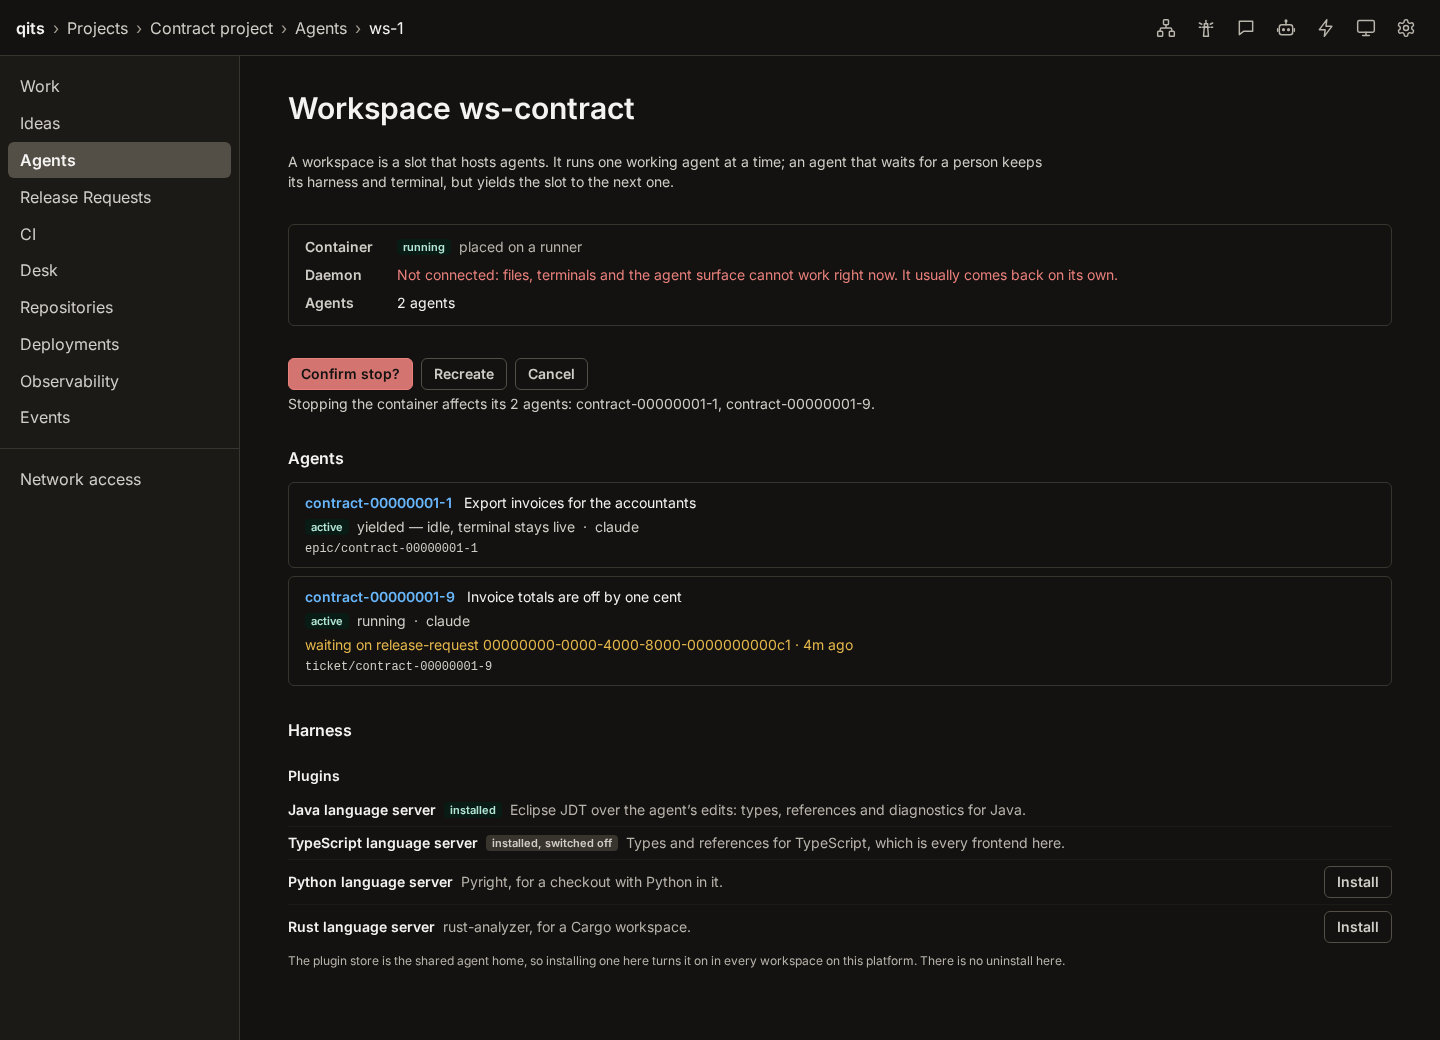 qits › Projects › Contract project › Agents › ws-1
Work
Ideas
Agents
Release Requests
CI
Desk
Repositories
Deployments
Observability
Events
Network access
Workspace ws-contract
A workspace is a slot that hosts agents. It runs one working agent at a time; an agent that waits for a person keeps
its harness and terminal, but yields the slot to the next one.
Container running placed on a runner
Daemon Not connected: files, terminals and the agent surface cannot work right now. It usually comes back on its own.
Agents 2 agents
Confirm stop? Recreate Cancel
Stopping the container affects its 2 agents: contract-00000001-1, contract-00000001-9.
Agents
contract-00000001-1 Export invoices for the accountants
active yielded — idle, terminal stays live · claude
epic/contract-00000001-1
contract-00000001-9 Invoice totals are off by one cent
active running · claude
waiting on release-request 00000000-0000-4000-8000-0000000000c1 · 4m ago
ticket/contract-00000001-9
Harness
Plugins
Java language server installed Eclipse JDT over the agent’s edits: types, references and diagnostics for Java.
TypeScript language server installed, switched off Types and references for TypeScript, which is every frontend here.
Python language server Pyright, for a checkout with Python in it. Install
Rust language server rust-analyzer, for a Cargo workspace. Install
The plugin store is the shared agent home, so installing one here turns it on in every workspace on this platform. There is no uninstall here.